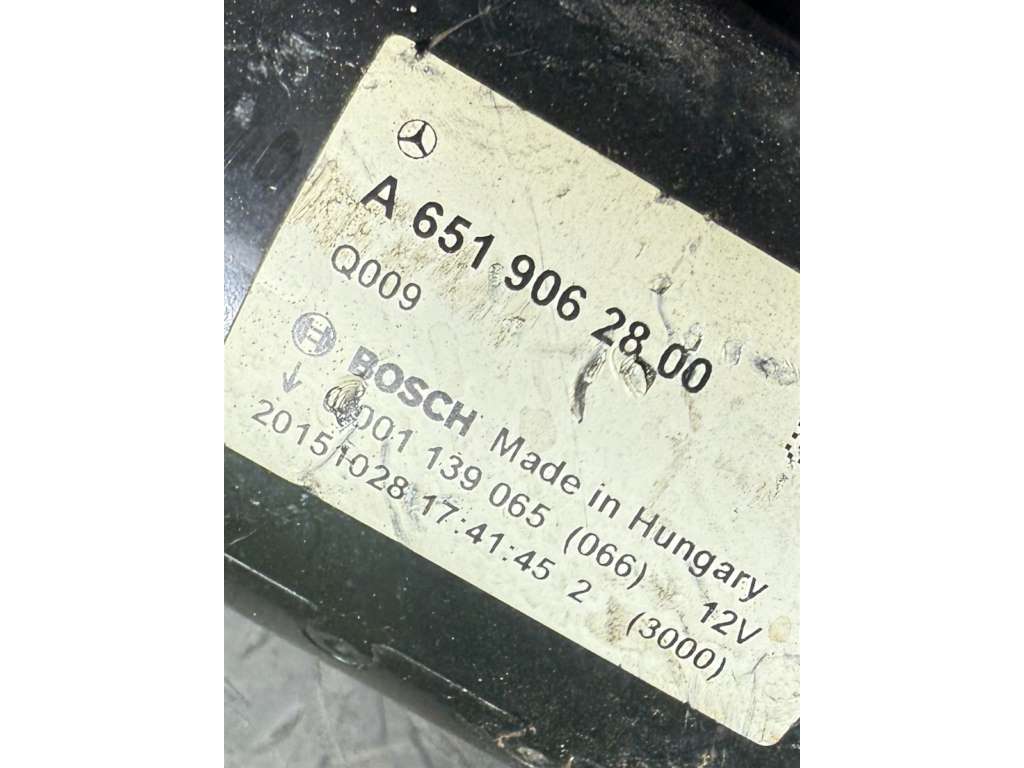 A 651 906 28 00
Q009
BOSCH Made in Hungary
0001 139 065 (066) 12V
20151028 17:41:45 2 (3000)